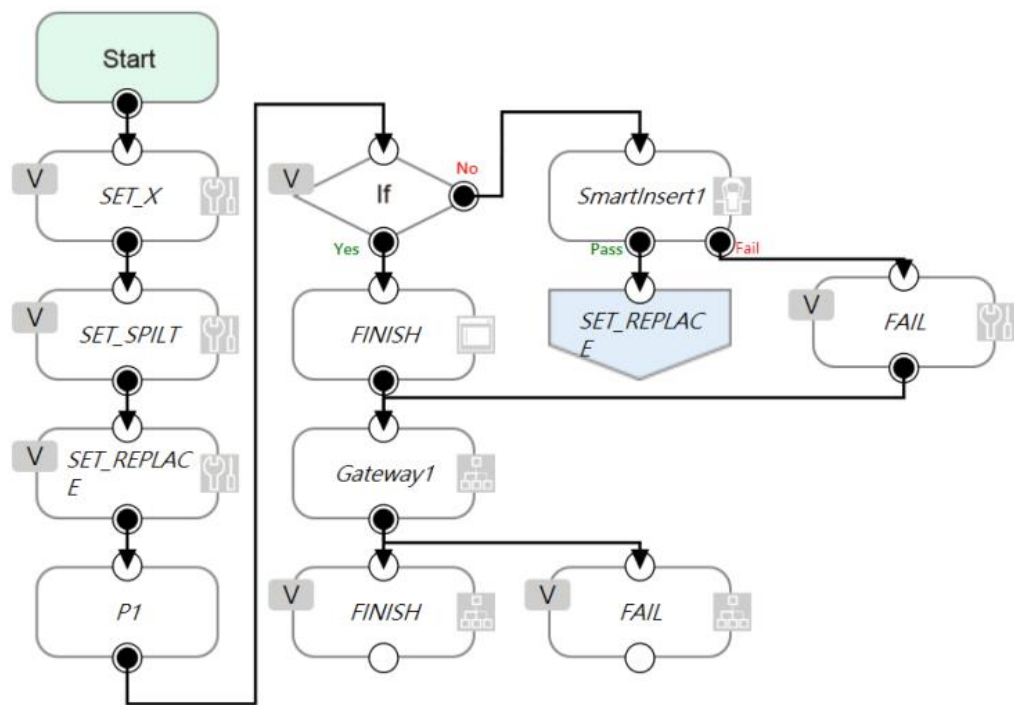 Start
V
SET_X
V
SET_SPILT
V
SET_REPLAC
E
P1
V
If
No
Yes
FINISH
SmartInsert1
Pass
Fail
SET_REPLAC
E
V
FAIL
Gateway1
V
FINISH
V
FAIL